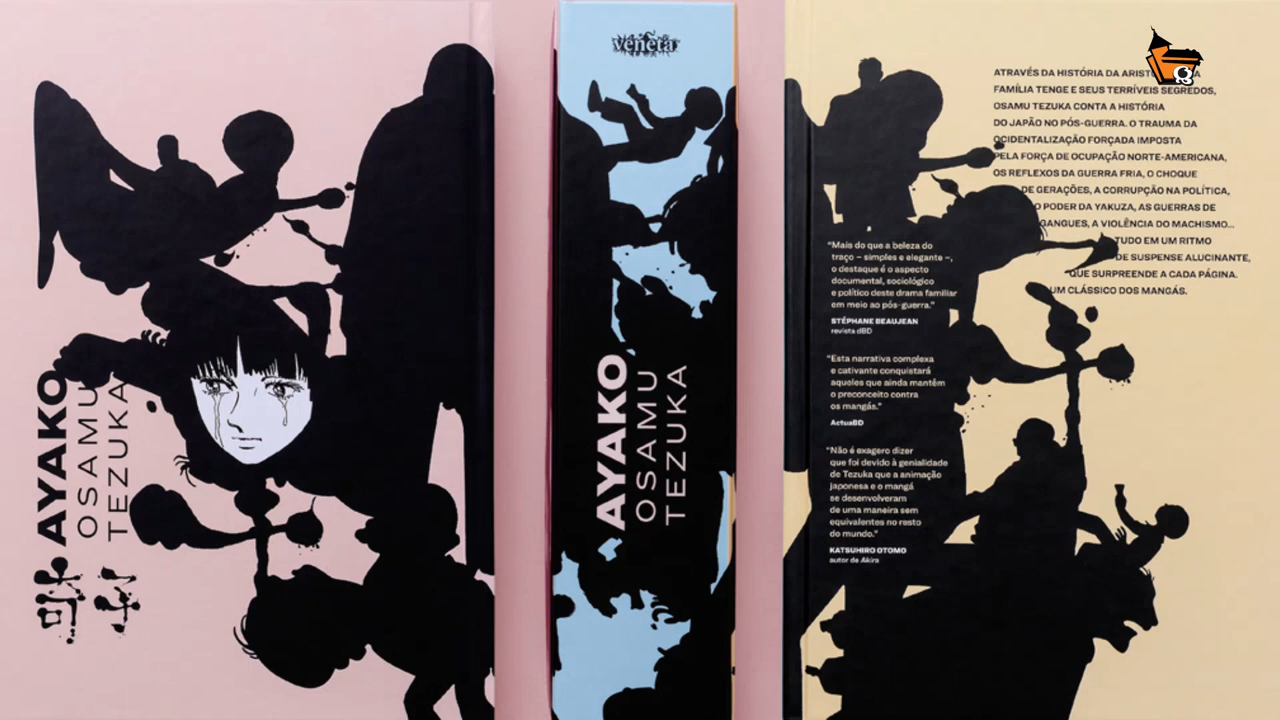 AYAKO
OSAMU
TEZUKA
veneta
AYAKO
OSAMU
TEZUKA
ATRAVÉS DA HISTÓRIA DA
FAMÍLIA TENGE E SEUS TERRÍVEIS SEGREDOS,
OSAMU TEZUKA CONTA A HISTÓRIA
DO JAPÃO NO PÓS-GUERRA. O TRAUMA DA
OCIDENTALIZAÇÃO FORÇADA IMPOSTA
PELA FORÇA DE OCUPAÇÃO NORTE-AMERICANA,
OS REFLEXOS DA GUERRA FRIA, O CHOQUE
DE GERAÇÕES, A CORRUPÇÃO NA POLÍTICA,
O PODER DA YAKUZA, AS GUERRAS DE
GANGUES, A VIOLÊNCIA DO MACHISMO...
TUDO EM UM RITMO
DE SUSPENSE ALUCINANTE,
QUE SURPREENDE A CADA PÁGINA.
UM CLÁSSICO DOS MANGÁS.
"Mais do que a beleza do
traço – simples e elegante –,
o destaque é o aspecto
documental, sociológico
e político deste drama familiar
em meio ao pós-guerra."
STÉPHANE BEAUJEAN
revista dBD
"Esta narrativa complexa
e cativante conquistará
aqueles que ainda mantêm
o preconceito contra
os mangás."
ActuaBD
"Não é exagero dizer
que foi devido à genialidade
de Tezuka que a animação
japonesa e o mangá
se desenvolveram
de uma maneira sem
equivalentes no resto
do mundo."
KATSUHIRO OTOMO
autor de Akira